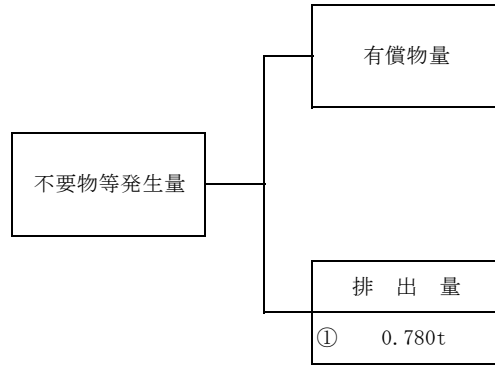 有償物量
不要物等発生量
排 出 量
① 0.780t